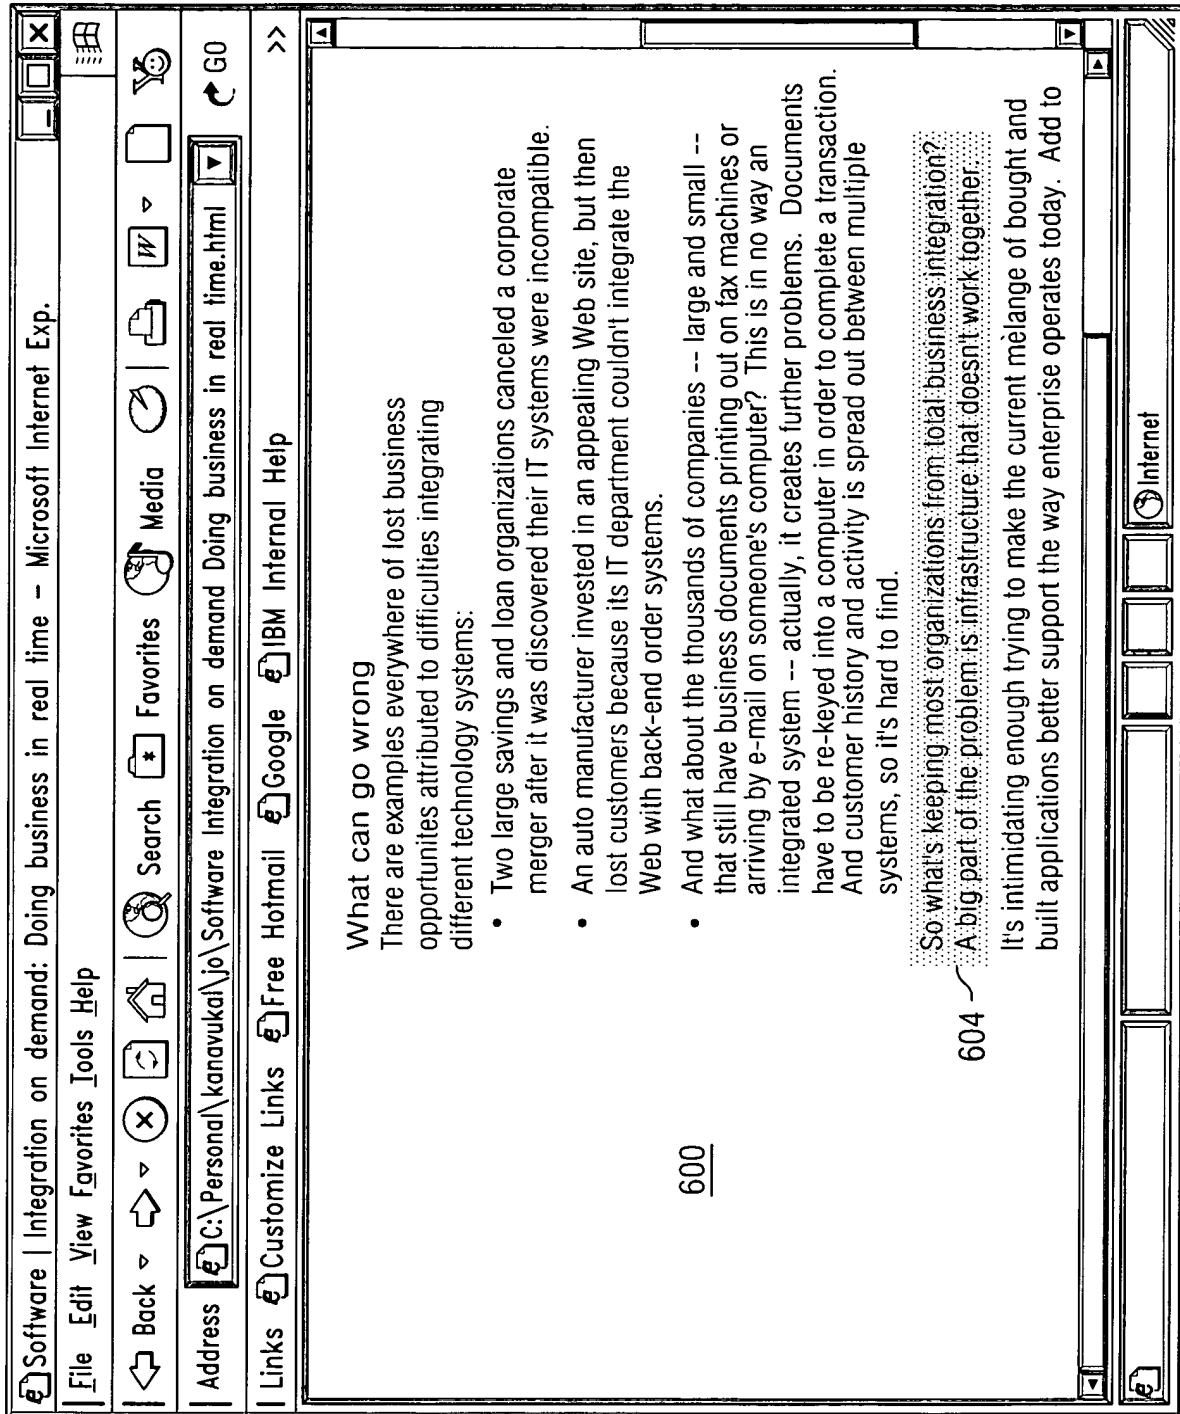 Software | Integration on demand: Doing business in real time – Microsoft Internet Exp.
File Edit View Favorites Tools Help
Back Search Favorites Media W Y
Address C:\Personal\kanavukal\jo\Software Integration on demand Doing business in real time.html GO
Links Customize Links Free Hotmail Google IBM Internal Help >>
What can go wrong
There are examples everywhere of lost business
opportunites attributed to difficulties integrating
different technology systems:
• Two large savings and loan organizations canceled a corporate
merger after it was discovered their IT systems were incompatible.
• An auto manufacturer invested in an appealing Web site, but then
lost customers because its IT department couldn't integrate the
Web with back-end order systems.
• And what about the thousands of companies -- large and small --
that still have business documents printing out on fax machines or
arriving by e-mail on someone's computer? This is in no way an
integrated system -- actually, it creates further problems. Documents
have to be re-keyed into a computer in order to complete a transaction.
And customer history and activity is spread out between multiple
systems, so it's hard to find.
So what's keeping most organizations from total business integration?
A big part of the problem is infrastructure that doesn't work together.
It's intimidating enough trying to make the current mèlange of bought and
built applications better support the way enterprise operates today. Add to
604
600
Internet